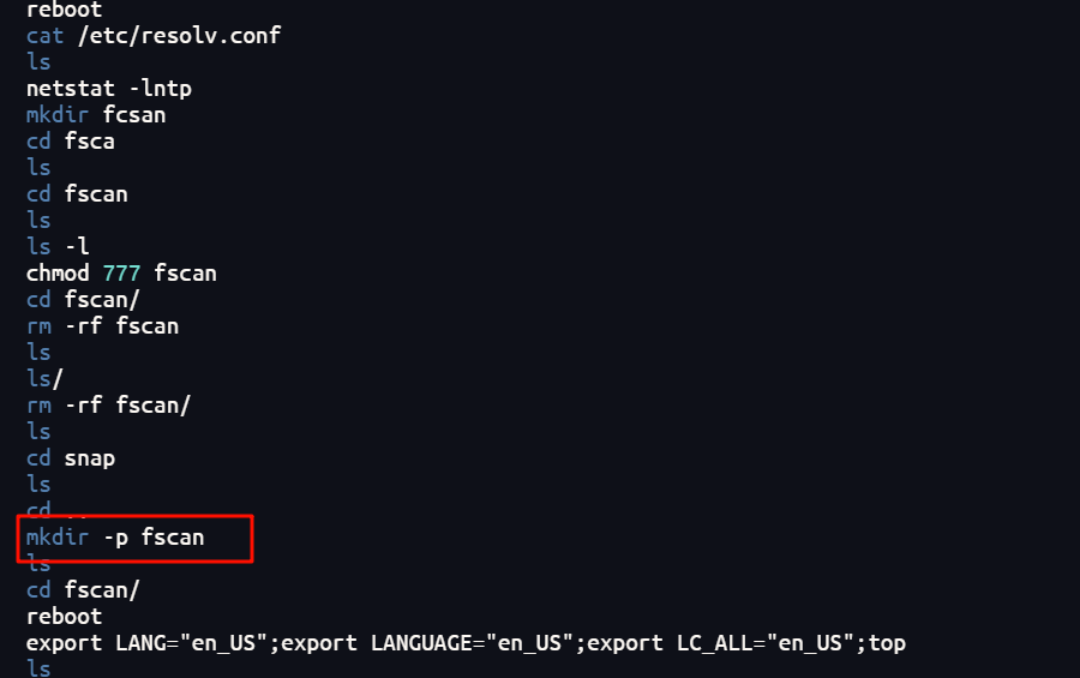 reboot
cat /etc/resolv.conf
ls
netstat -lntp
mkdir fcsan
cd fsca
ls
cd fscan
ls
ls -l
chmod 777 fscan
cd fscan/
rm -rf fscan
ls
ls/
rm -rf fscan/
ls
cd snap
ls
cd ..
mkdir -p fscan
ls
cd fscan/
reboot
export LANG="en_US";export LANGUAGE="en_US";export LC_ALL="en_US";top
ls